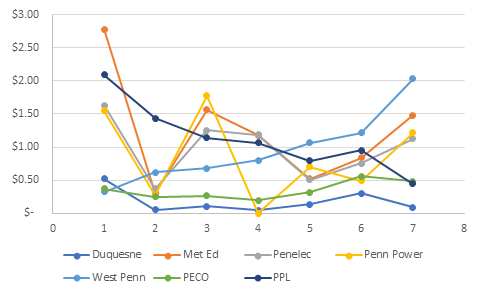 $3.00
$2.50
$2.00
$1.50
$1.00
$0.50
$-
0 1 2 3 4 5 6 7 8
Duquesne Met Ed Penelec Penn Power
West Penn PECO PPL